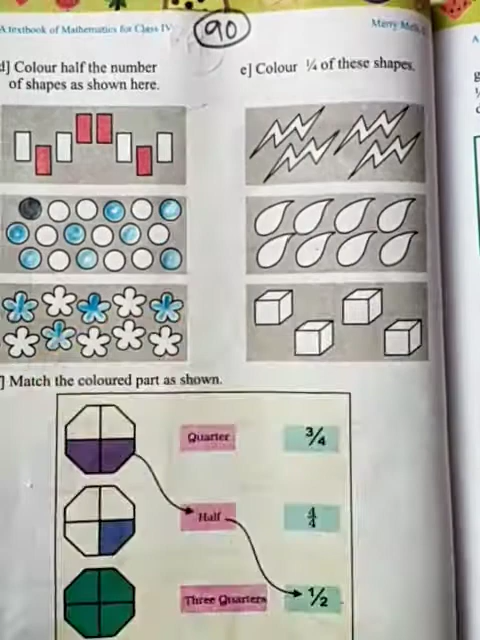 A textbook of Mathematics for Class IV
90
Merry
d] Colour half the number
of shapes as shown here.
e] Colour ¼ of these shapes.
] Match the coloured part as shown.
Quarter
3/4
Half
4/4
Three Quarters
1/2